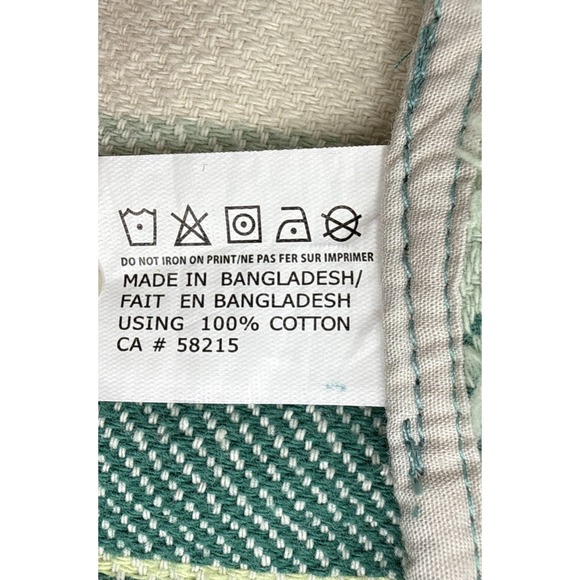 DO NOT IRON ON PRINT/NE PAS FER SUR IMPRIMER
MADE IN BANGLADESH/
FAIT EN BANGLADESH
USING 100% COTTON
CA # 58215